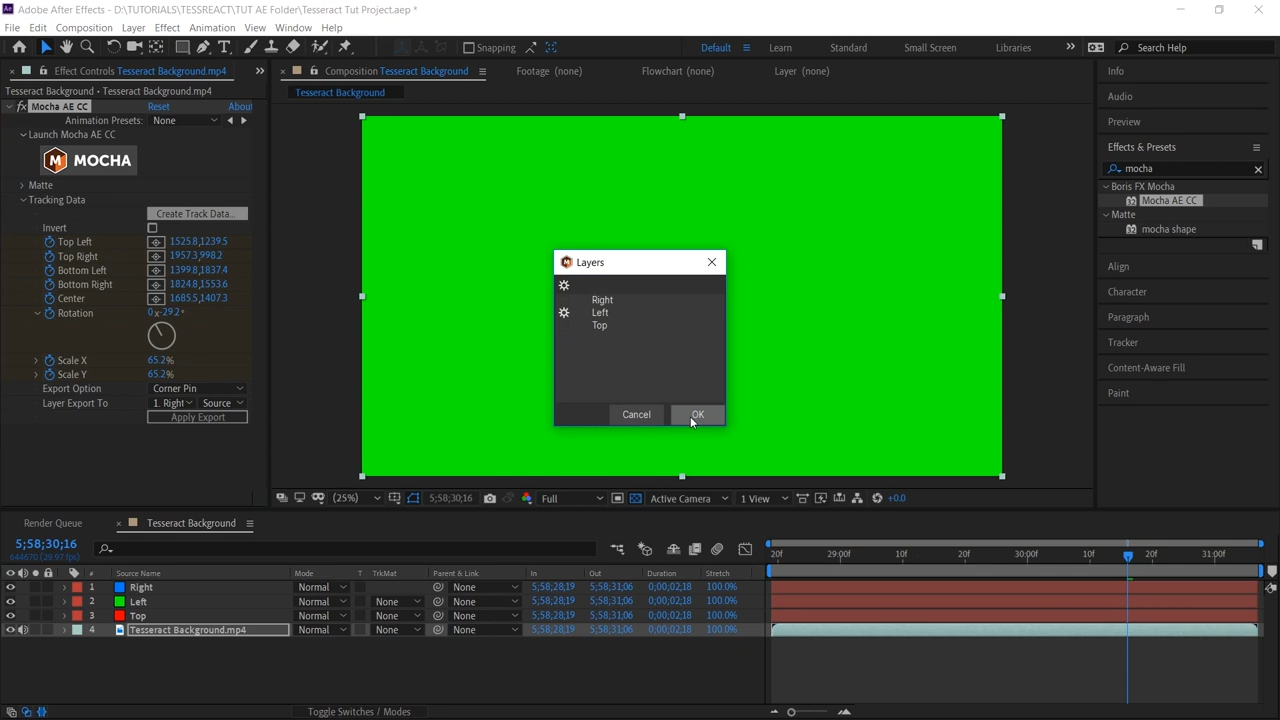 Adobe After Effects - D:\TUTORIALS\TESSREACT\TUT AE Folder\Tesseract Tut Project.aep *
File Edit Composition Layer Effect Animation View Window Help
Snapping Default Learn Standard Small Screen Libraries Search Help
Effect Controls Tesseract Background.mp4
Composition Tesseract Background Footage (none) Flowchart (none) Layer (none)
Tesseract Background • Tesseract Background.mp4
Tesseract Background
fx Mocha AE CC Reset About
Animation Presets: None
Launch Mocha AE CC
MOCHA
Matte
Tracking Data
Create Track Data...
Invert
Top Left 1525.8,1239.5
Top Right 1957.3,998.2
Bottom Left 1399.8,1837.4
Bottom Right 1824.8,1553.6
Center 1685.5,1407.3
Rotation 0x-29.2°
Scale X 65.2%
Scale Y 65.2%
Export Option Corner Pin
Layer Export To 1. Right Source
Apply Export
Layers
Right
Left
Top
Cancel OK
(25%) 5;58;30;16 Full Active Camera 1 View +0.0
Info
Audio
Preview
Effects & Presets
mocha
Boris FX Mocha
Mocha AE CC
Matte
mocha shape
Align
Character
Paragraph
Tracker
Content-Aware Fill
Paint
Render Queue Tesseract Background
5;58;30;16
644670 (29.97 fps)
20f 29:00f 10f 20f 30:00f 10f 20f 31:00f
# Source Name Mode T TrkMat Parent & Link In Out Duration Stretch
1 Right Normal None 5;58;28;19 5;58;31;06 0;00;02;18 100.0%
2 Left Normal None None 5;58;28;19 5;58;31;06 0;00;02;18 100.0%
3 Top Normal None None 5;58;28;19 5;58;31;06 0;00;02;18 100.0%
4 Tesseract Background.mp4 Normal None None 5;58;28;19 5;58;31;06 0;00;02;18 100.0%
Toggle Switches / Modes